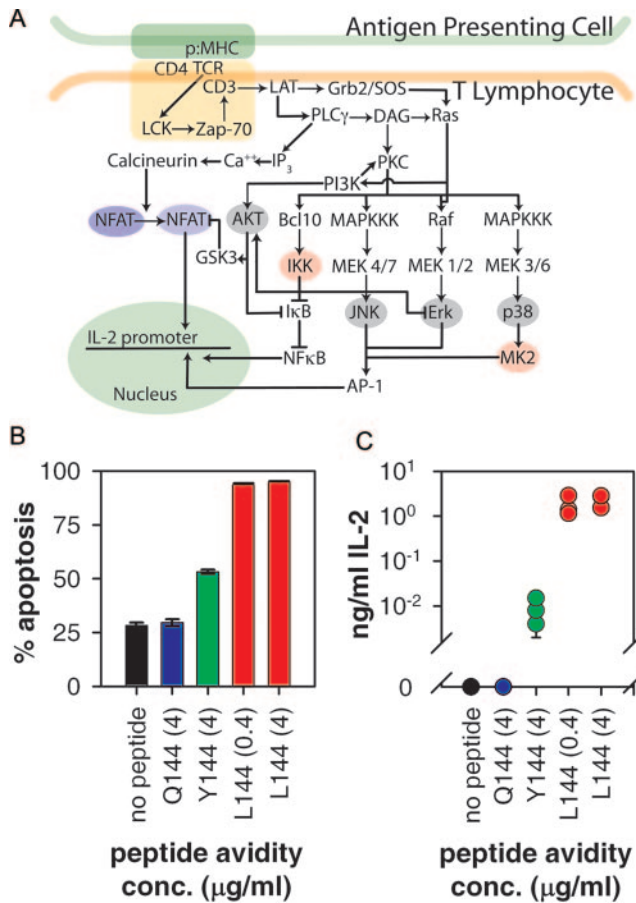 A
Antigen Presenting Cell
p:MHC
CD4 TCR
T Lymphocyte
CD3 LAT Grb2/SOS
LCK Zap-70 PLCγ DAG Ras
Calcineurin Ca++ IP3 PKC
PI3K
NFAT NFAT AKT Bcl10 MAPKKK Raf MAPKKK
GSK3 IKK MEK 4/7 MEK 1/2 MEK 3/6
IκB JNK Erk p38
IL-2 promoter
NFκB MK2
Nucleus AP-1
B
% apoptosis
100
75
50
25
0
no peptide
Q144 (4)
Y144 (4)
L144 (0.4)
L144 (4)
peptide avidity
conc. (μg/ml)
C
ng/ml IL-2
10^1
10^0
10^-1
10^-2
0
no peptide
Q144 (4)
Y144 (4)
L144 (0.4)
L144 (4)
peptide avidity
conc. (μg/ml)